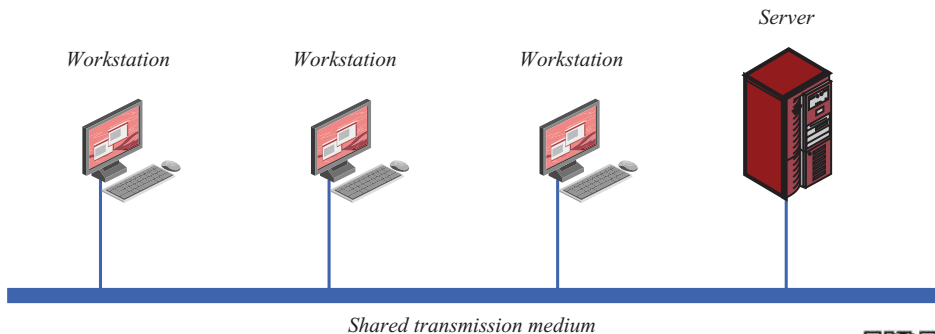 Server
Workstation
Workstation
Workstation
Shared transmission medium